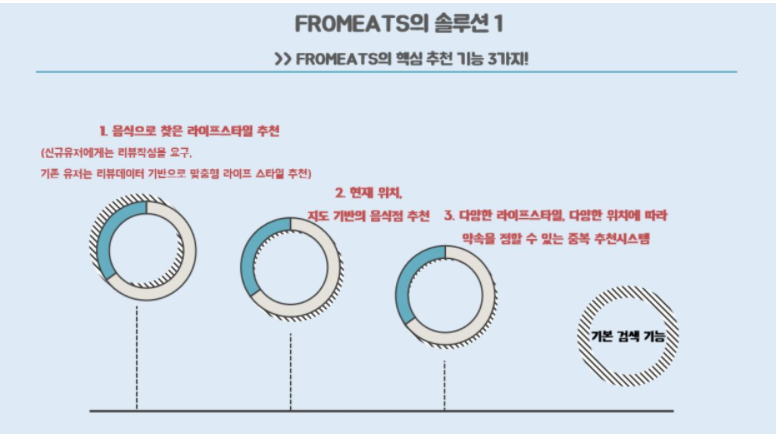 FROMEATS의 솔루션 1
>> FROMEATS의 핵심 추천 기능 3가지!
1. 음식으로 찾은 라이프스타일 추천
(신규유저에게는 리뷰작성을 요구,
기존 유저는 리뷰데이터 기반으로 맞춤형 라이프 스타일 추천)
2. 현재 위치,
지도 기반의 음식점 추천
3. 다양한 라이프스타일, 다양한 위치에 따라
약속을 정할 수 있는 중복 추천시스템
기본 검색 기능